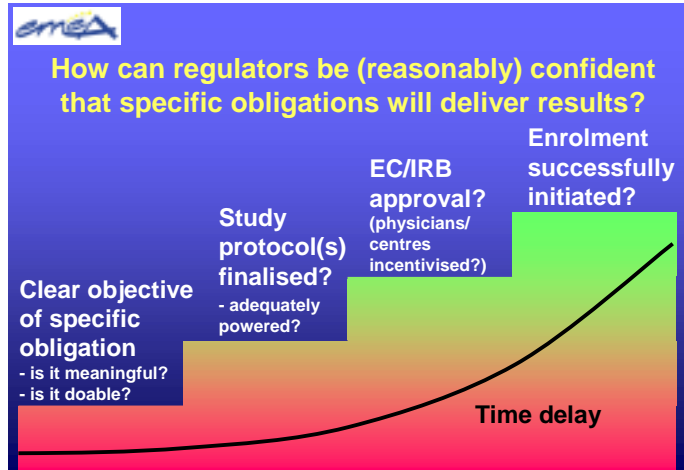 emeA
How can regulators be (reasonably) confident
that specific obligations will deliver results?
Clear objective
of specific
obligation
- is it meaningful?
- is it doable?
Study
protocol(s)
finalised?
- adequately
powered?
EC/IRB
approval?
(physicians/
centres
incentivised?)
Enrolment
successfully
initiated?
Time delay